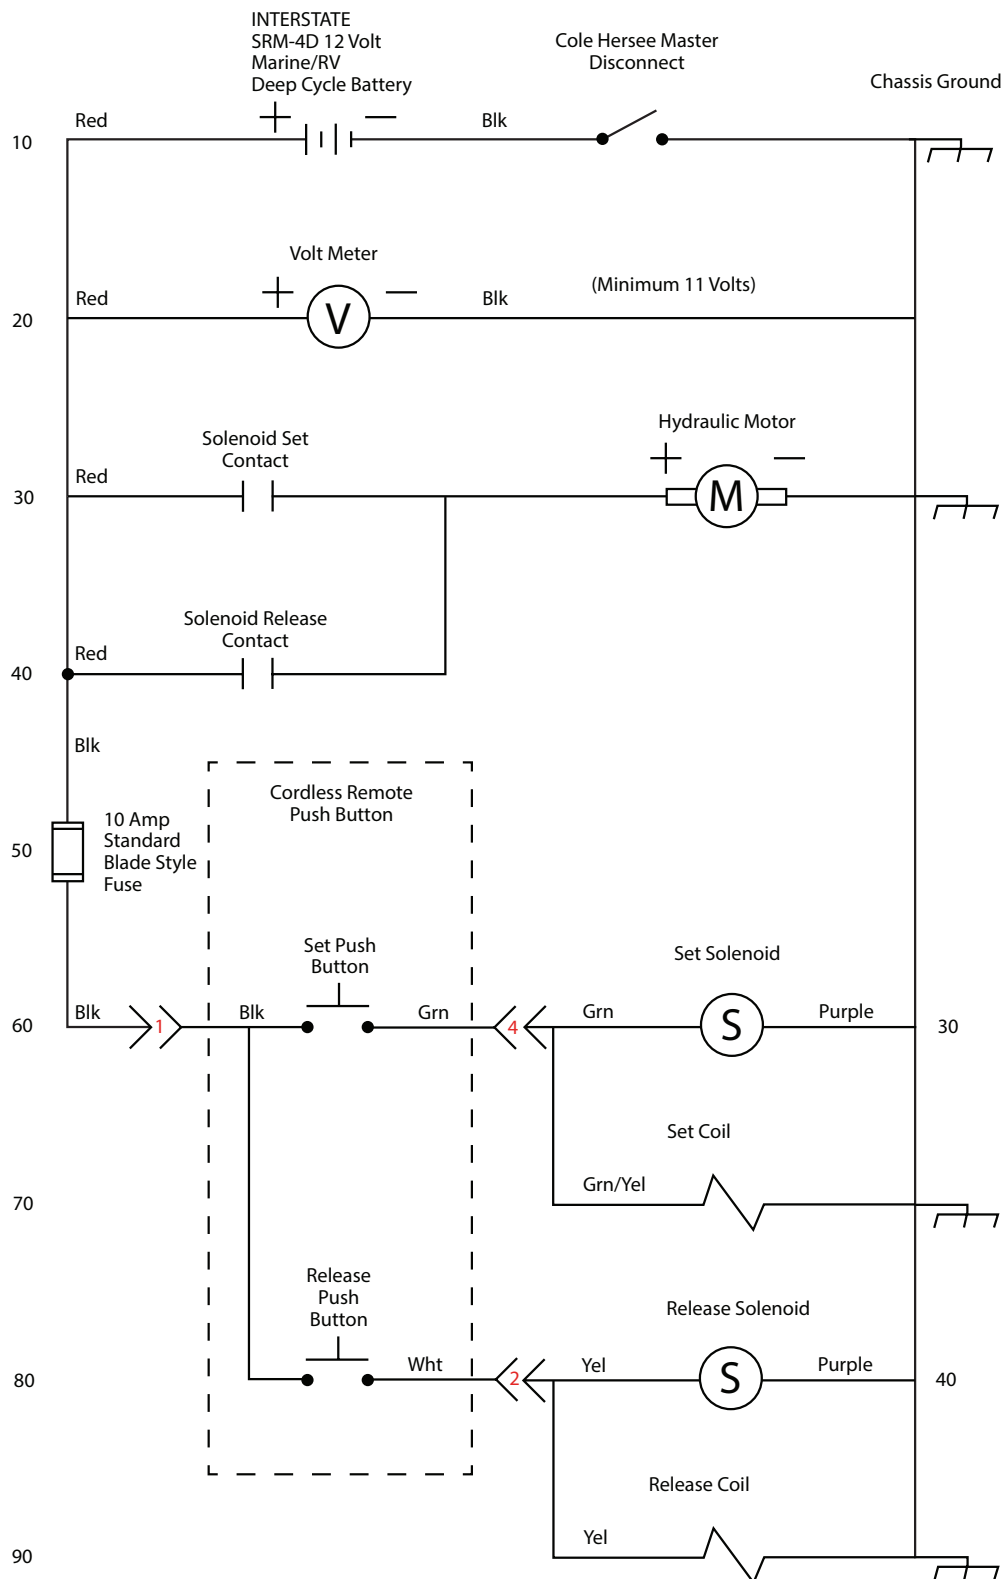 INTERSTATE
SRM-4D 12 Volt
Marine/RV
Deep Cycle Battery
Cole Hersee Master
Disconnect
Chassis Ground
Red
Blk
10
Volt Meter
(Minimum 11 Volts)
Red
V
Blk
20
Hydraulic Motor
Solenoid Set
Contact
Red
M
30
Solenoid Release
Contact
Red
40
Blk
Cordless Remote
Push Button
10 Amp
Standard
Blade Style
Fuse
50
Set Push
Button
Set Solenoid
Blk
1
Blk
Grn
4
Grn
S
Purple
60
30
Set Coil
Grn/Yel
70
Release
Push
Button
Release Solenoid
Wht
2
Yel
S
Purple
80
40
Release Coil
Yel
90